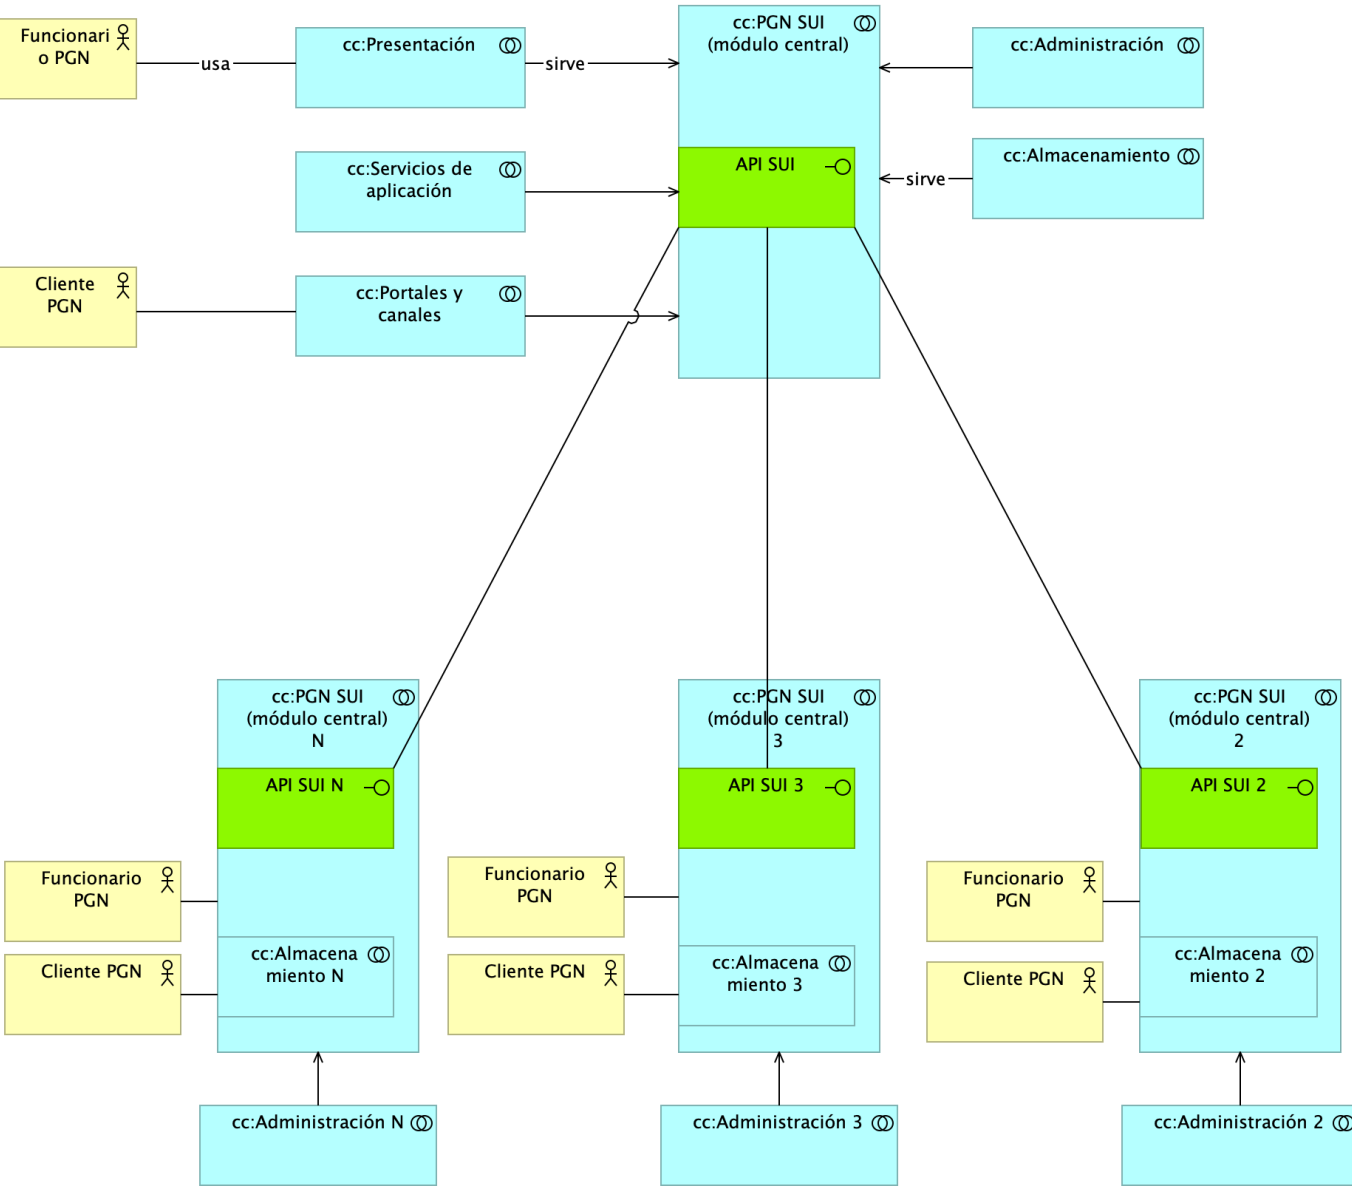 Funcionari
o PGN
usa
cc:Presentación
sirve
cc:PGN SUI
(módulo central)
cc:Administración
cc:Servicios de
aplicación
API SUI
sirve
cc:Almacenamiento
Cliente
PGN
cc:Portales y
canales
cc:PGN SUI
(módulo central)
N
API SUI N
Funcionario
PGN
cc:Almacena
miento N
Cliente PGN
cc:Administración N
cc:PGN SUI
(módulo central)
3
API SUI 3
Funcionario
PGN
cc:Almacena
miento 3
Cliente PGN
cc:Administración 3
cc:PGN SUI
(módulo central)
2
API SUI 2
Funcionario
PGN
cc:Almacena
miento 2
Cliente PGN
cc:Administración 2